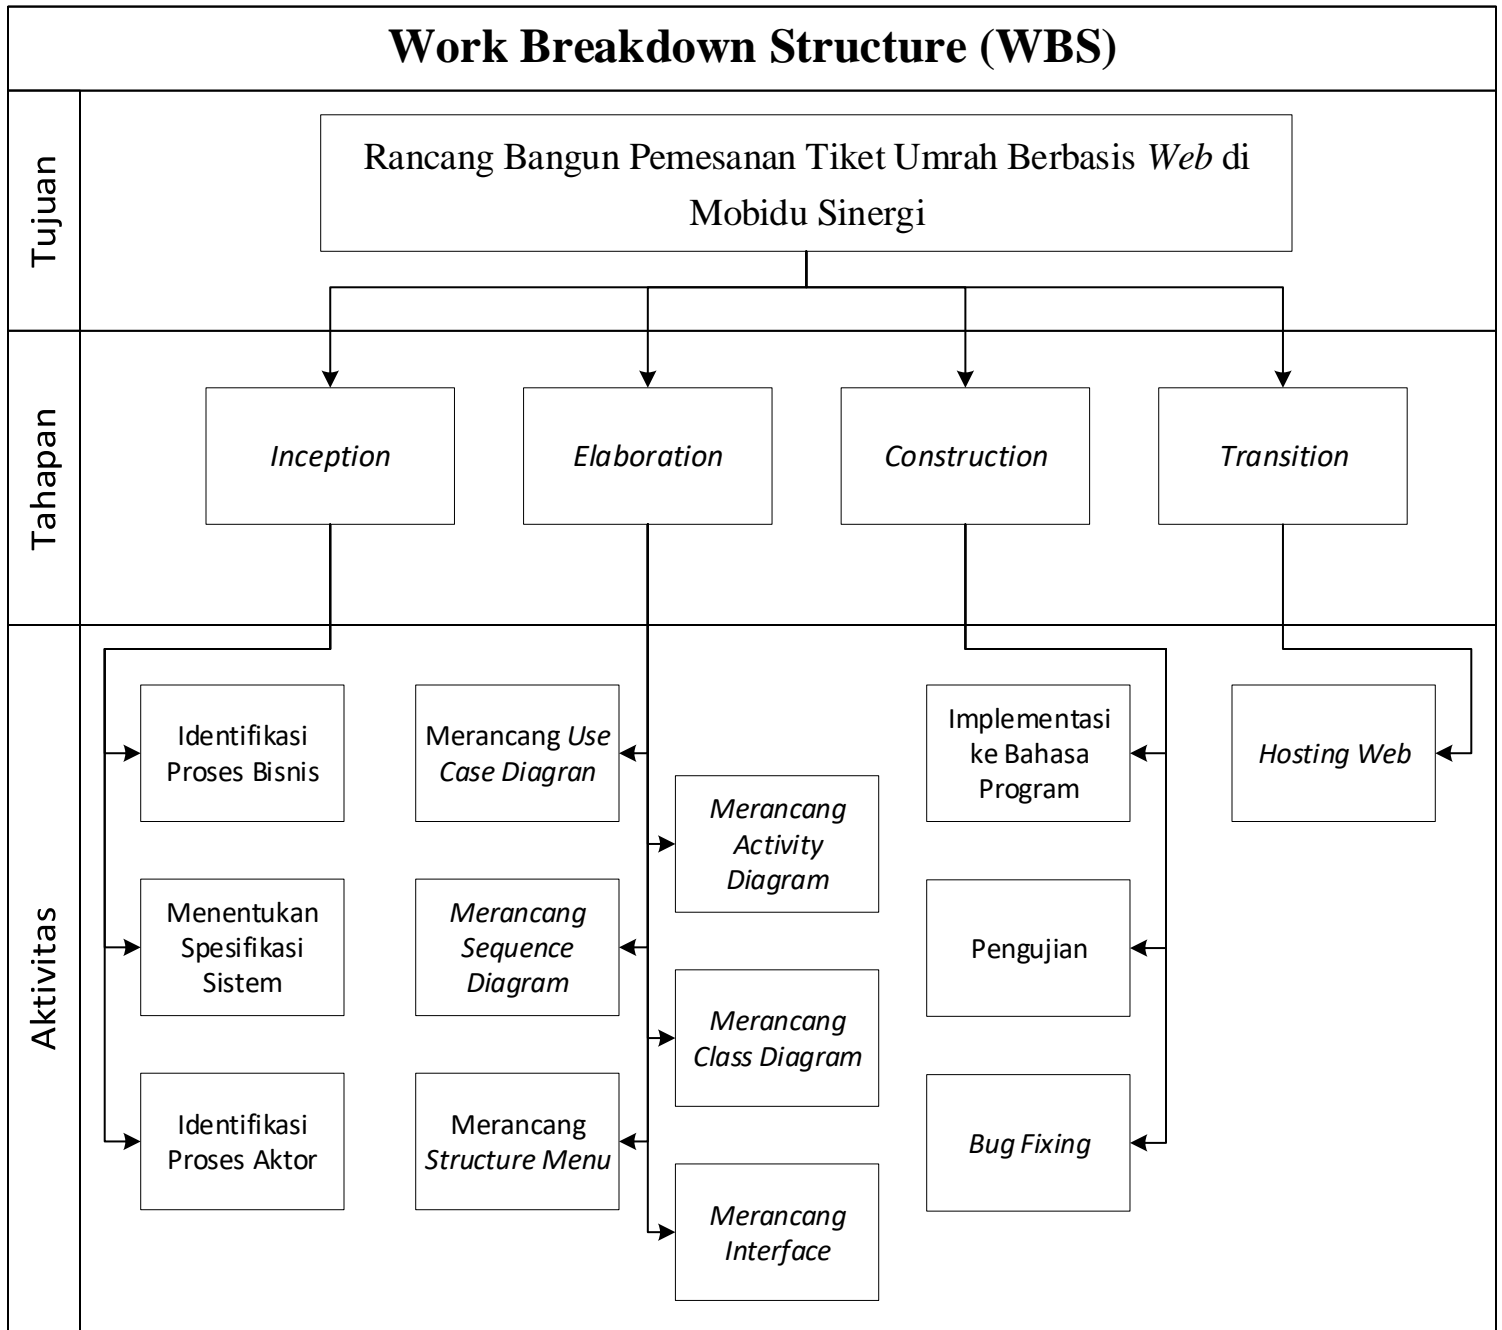 Work Breakdown Structure (WBS)
Tujuan
Rancang Bangun Pemesanan Tiket Umrah Berbasis Web di
Mobidu Sinergi
Tahapan
Inception
Elaboration
Construction
Transition
Aktivitas
Identifikasi
Proses Bisnis
Menentukan
Spesifikasi
Sistem
Identifikasi
Proses Aktor
Merancang Use
Case Diagran
Merancang
Sequence
Diagram
Merancang
Structure Menu
Merancang
Activity
Diagram
Merancang
Class Diagram
Merancang
Interface
Implementasi
ke Bahasa
Program
Pengujian
Bug Fixing
Hosting Web